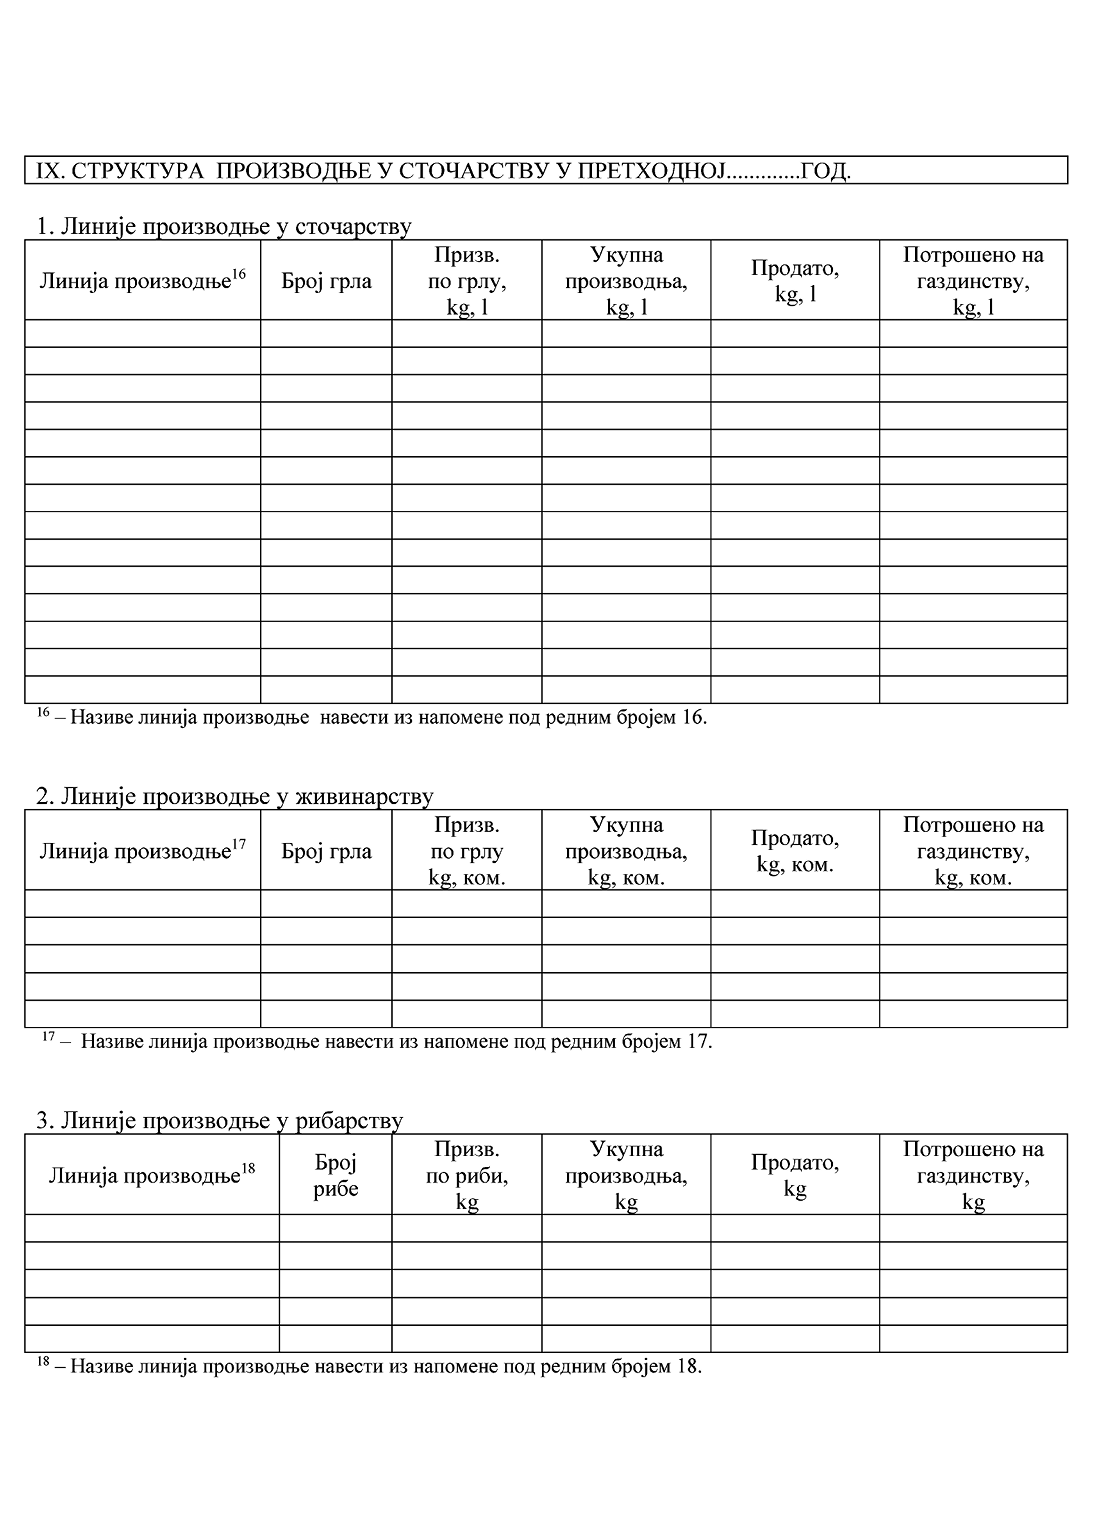 IX. СТРУКТУРА ПРОИЗВОДЊЕ У СТОЧАРСТВУ У ПРЕТХОДНОЈ.............ГОД.
1. Линије производње у сточарству
Линија производње16
Број грла
Призв.
по грлу,
kg, l
Укупна
производња,
kg, l
Продато,
kg, l
Потрошено на
газдинству,
kg, l
16 – Називе линија производње навести из напомене под редним бројем 16.
2. Линије производње у живинарству
Линија производње17
Број грла
Призв.
по грлу
kg, ком.
Укупна
производња,
kg, ком.
Продато,
kg, ком.
Потрошено на
газдинству,
kg, ком.
17 – Називе линија производње навести из напомене под редним бројем 17.
3. Линије производње у рибарству
Линија производње18
Број
рибе
Призв.
по риби,
kg
Укупна
производња,
kg
Продато,
kg
Потрошено на
газдинству,
kg
18 – Називе линија производње навести из напомене под редним бројем 18.